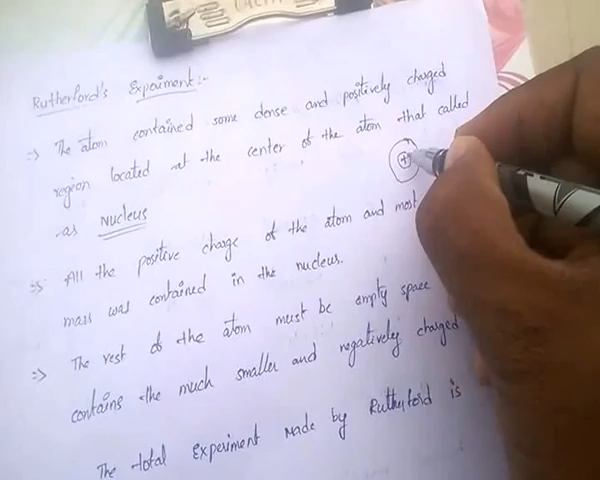 Rutherford's Expeiment:-
=> The atom contained some dense and positively charged
region located at the center of the atom that called
as Nucleus
=> All the positive charge of the atom and most
mass was contained in the nucleus.
=> The rest of the atom must be empty space
contains the much smaller and negatively charged
The total Experiment made by Rutherford is